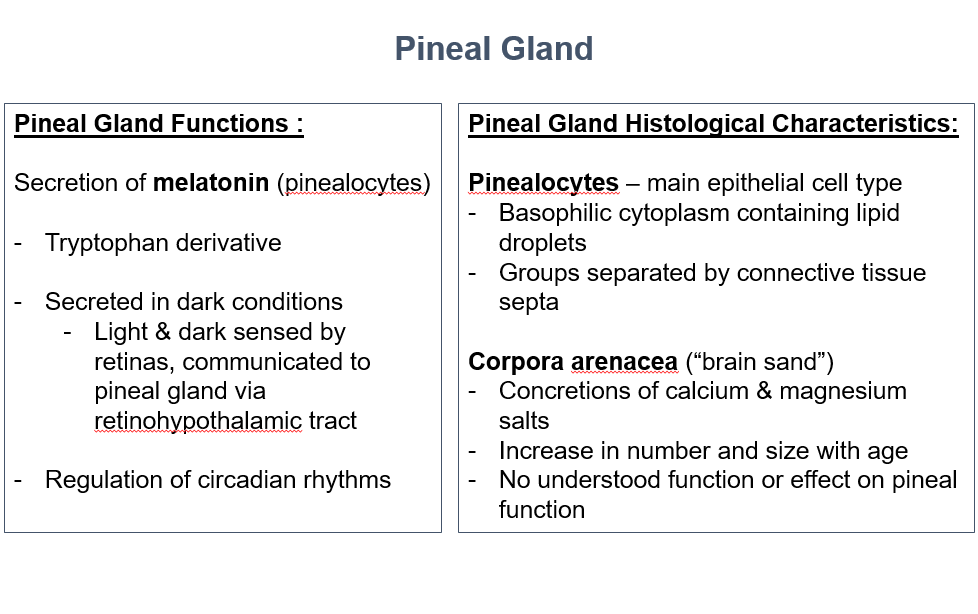 Pineal Gland
Pineal Gland Functions :
Secretion of melatonin (pinealocytes)
- Tryptophan derivative
- Secreted in dark conditions
- Light & dark sensed by
retinas, communicated to
pineal gland via
retinohypothalamic tract
- Regulation of circadian rhythms
Pineal Gland Histological Characteristics:
Pinealocytes – main epithelial cell type
- Basophilic cytoplasm containing lipid
droplets
- Groups separated by connective tissue
septa
Corpora arenacea (“brain sand”)
- Concretions of calcium & magnesium
salts
- Increase in number and size with age
- No understood function or effect on pineal
function